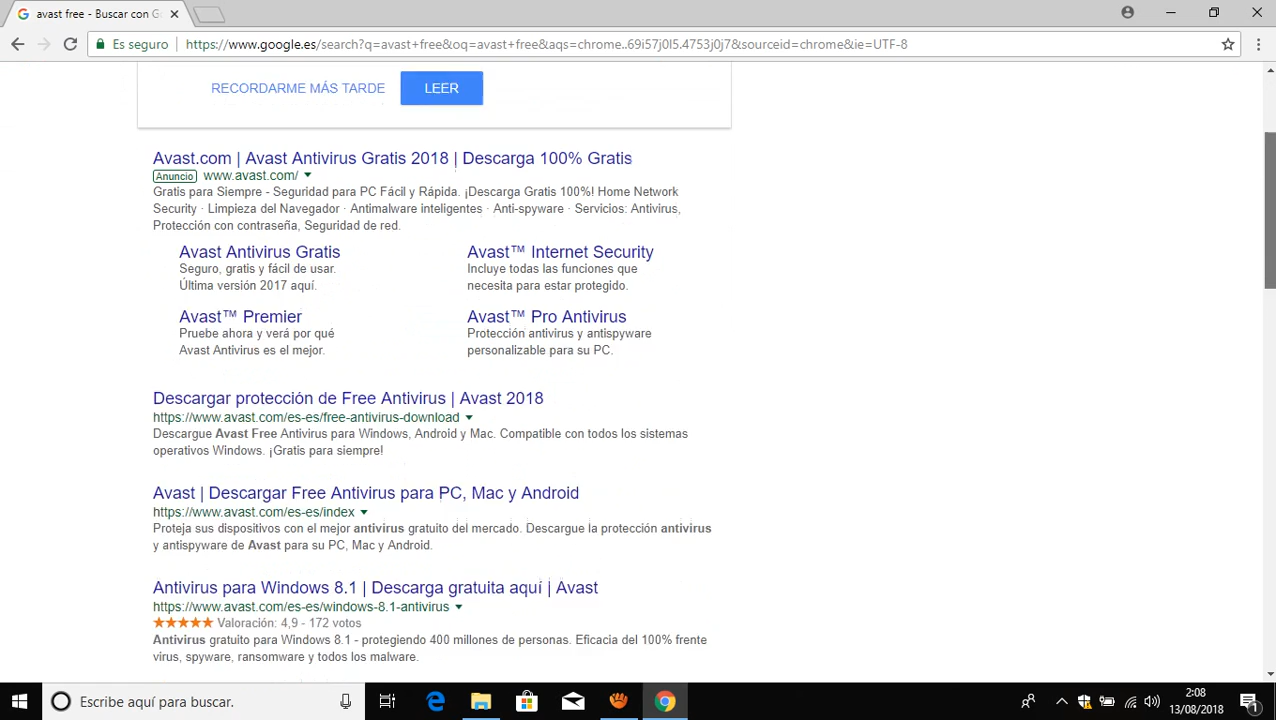 avast free - Buscar con G
Es seguro https://www.google.es/search?q=avast+free&oq=avast+free&aqs=chrome..69i57j0l5.4753j0j7&sourceid=chrome&ie=UTF-8
RECORDARME MÁS TARDE LEER
Avast.com | Avast Antivirus Gratis 2018 | Descarga 100% Gratis
Anuncio www.avast.com/
Gratis para Siempre - Seguridad para PC Fácil y Rápida. ¡Descarga Gratis 100%! Home Network
Security · Limpieza del Navegador · Antimalware inteligentes · Anti-spyware · Servicios: Antivirus,
Protección con contraseña, Seguridad de red.
Avast Antivirus Gratis
Seguro, gratis y fácil de usar.
Última versión 2017 aquí.
Avast™ Internet Security
Incluye todas las funciones que
necesita para estar protegido.
Avast™ Premier
Pruebe ahora y verá por qué
Avast Antivirus es el mejor.
Avast™ Pro Antivirus
Protección antivirus y antispyware
personalizable para su PC.
Descargar protección de Free Antivirus | Avast 2018
https://www.avast.com/es-es/free-antivirus-download
Descargue Avast Free Antivirus para Windows, Android y Mac. Compatible con todos los sistemas
operativos Windows. ¡Gratis para siempre!
Avast | Descargar Free Antivirus para PC, Mac y Android
https://www.avast.com/es-es/index
Proteja sus dispositivos con el mejor antivirus gratuito del mercado. Descargue la protección antivirus
y antispyware de Avast para su PC, Mac y Android.
Antivirus para Windows 8.1 | Descarga gratuita aquí | Avast
https://www.avast.com/es-es/windows-8.1-antivirus
Valoración: 4,9 - 172 votos
Antivirus gratuito para Windows 8.1 - protegiendo 400 millones de personas. Eficacia del 100% frente
virus, spyware, ransomware y todos los malware.
Escribe aquí para buscar.
2:08
13/08/2018
1